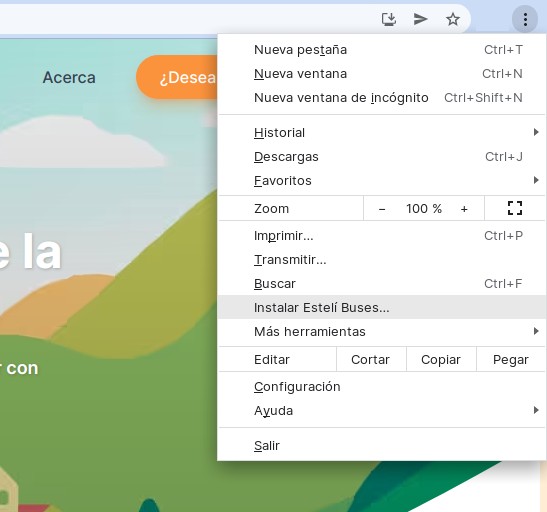 Acerca
¿Desea
e la
r con
Nueva pestaña Ctrl+T
Nueva ventana Ctrl+N
Nueva ventana de incógnito Ctrl+Shift+N
Historial
Descargas Ctrl+J
Favoritos
Zoom − 100 % +
Imprimir... Ctrl+P
Transmitir...
Buscar Ctrl+F
Instalar Estelí Buses...
Más herramientas
Editar Cortar Copiar Pegar
Configuración
Ayuda
Salir